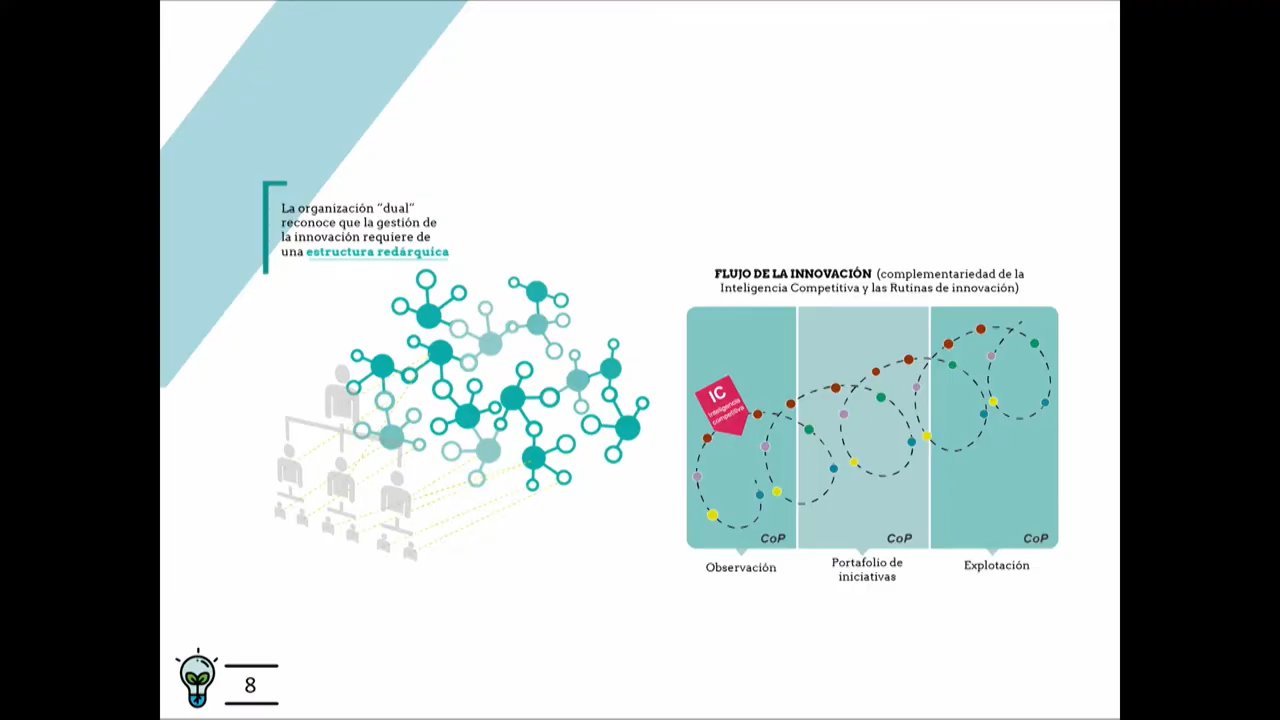 La organización “dual”
reconoce que la gestión de
la innovación requiere de
una estructura redárquica
FLUJO DE LA INNOVACIÓN (complementariedad de la
Inteligencia Competitiva y las Rutinas de innovación)
IC
Inteligencia
competitiva
CoP
CoP
CoP
Observación
Portafolio de
iniciativas
Explotación
8